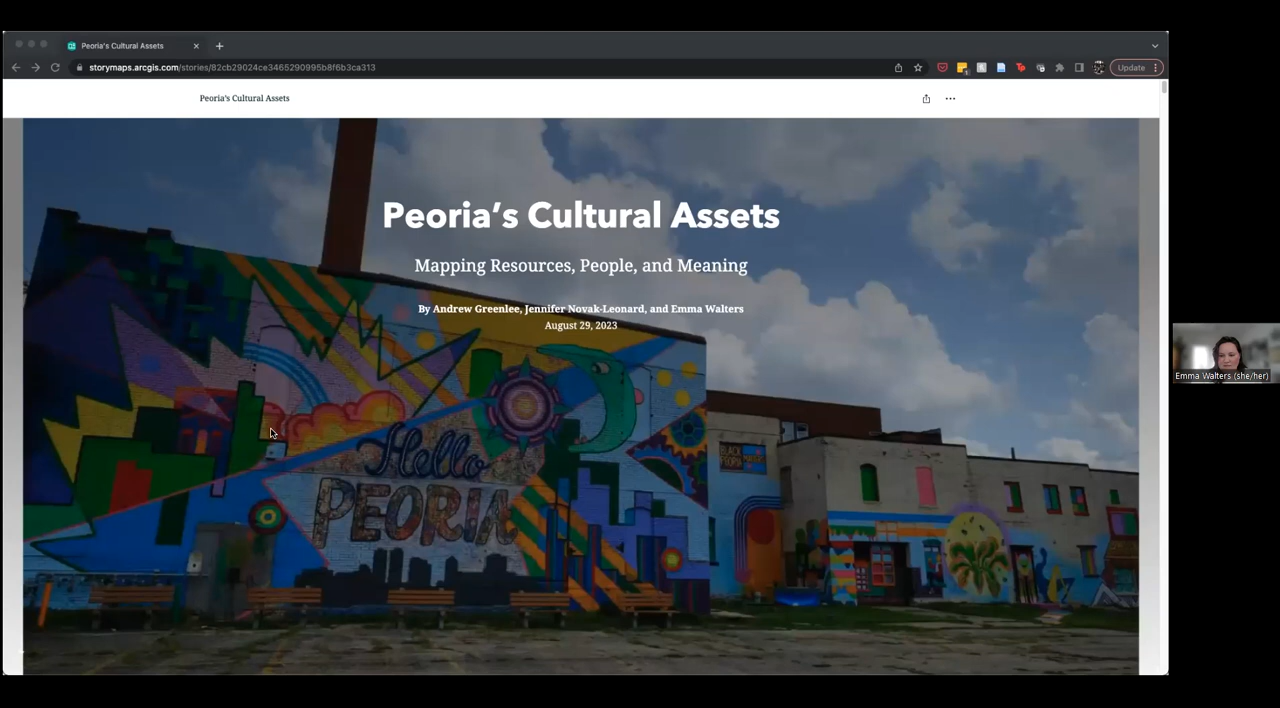 Peoria's Cultural Assets
storymaps.arcgis.com/stories/82cb29024ce3465290995b8f6b3ca313
Update
Peoria's Cultural Assets
Peoria's Cultural Assets
Mapping Resources, People, and Meaning
By Andrew Greenlee, Jennifer Novak-Leonard, and Emma Walters
August 29, 2023
Hello
PEORIA
BLACK
PEORIA
Emma Walters (she/her)